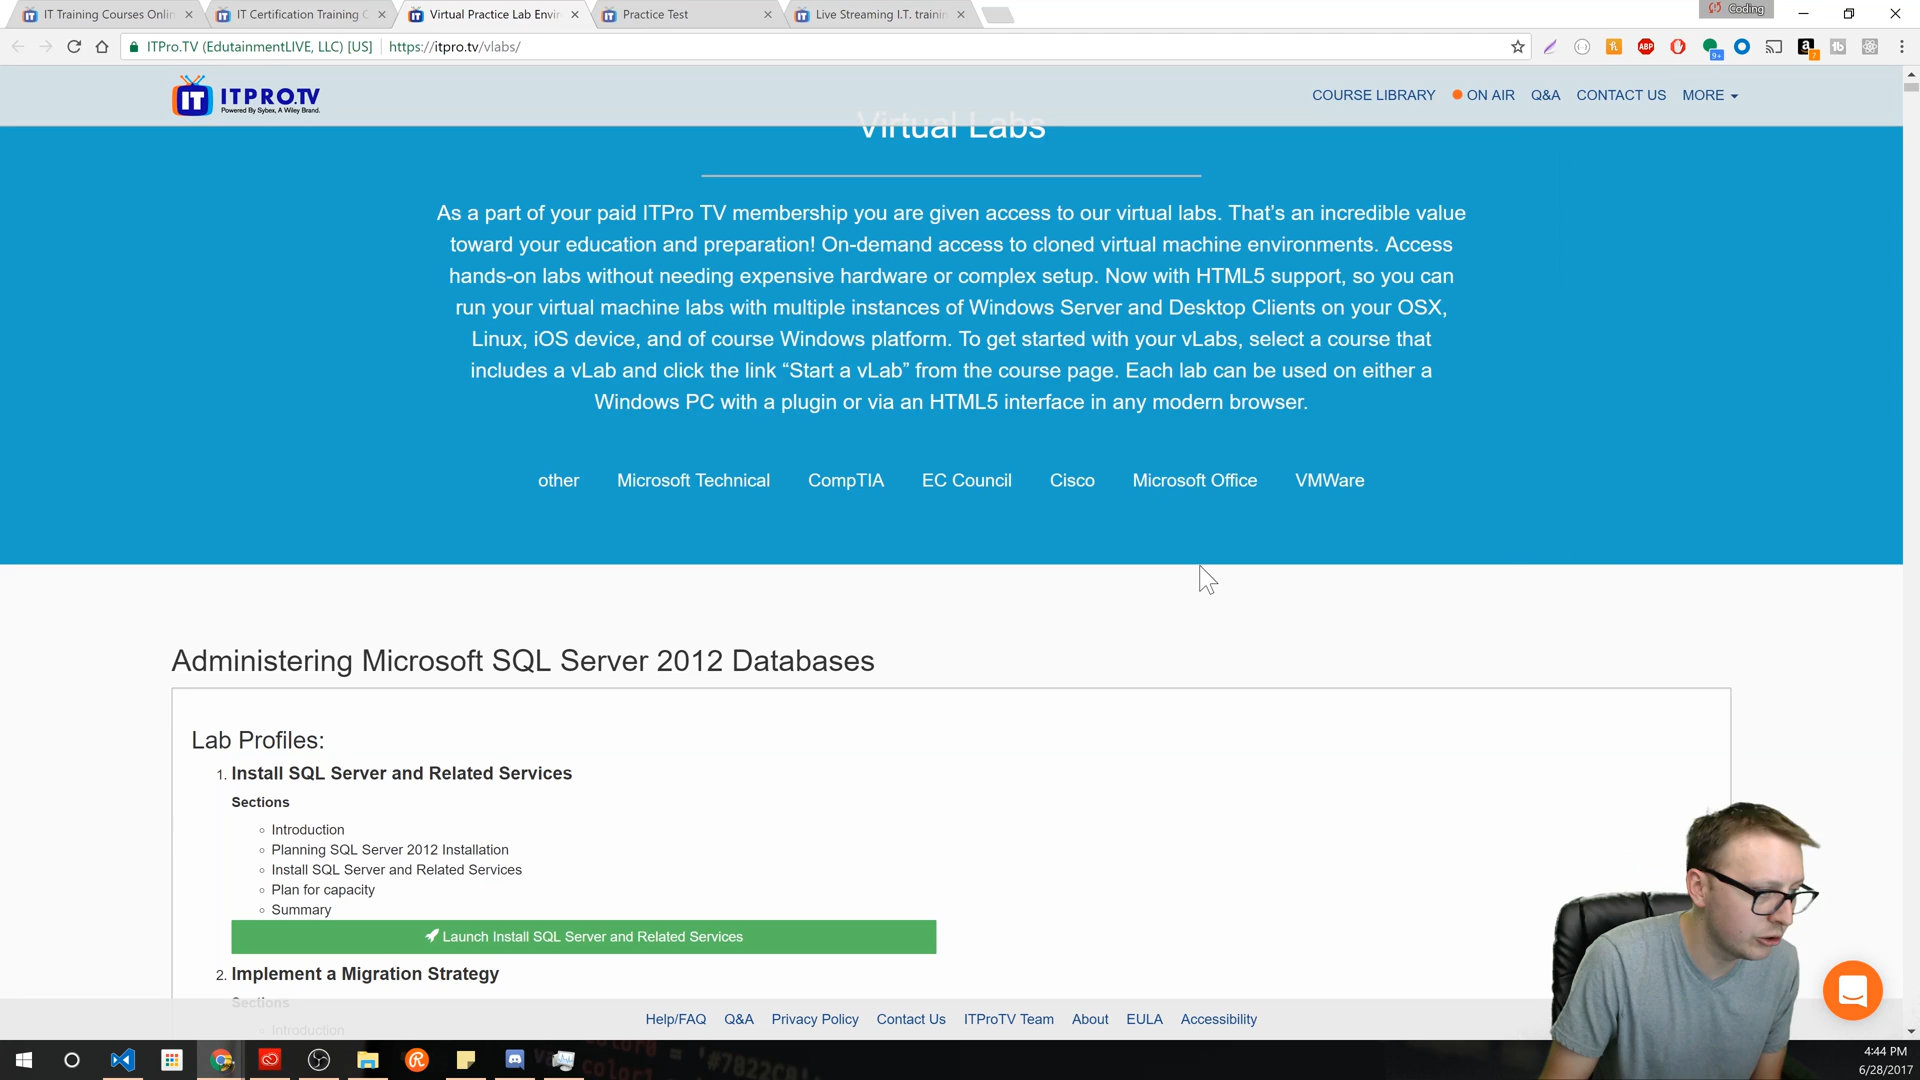 IT Training Courses Onli
IT Certification Training C
Virtual Practice Lab Envir
Practice Test
Live Streaming I.T. trainin
Coding
ITPro.TV (EdutainmentLIVE, LLC) [US]
https://itpro.tv/vlabs/
ABP
9+
a
7
tb
IT
ITPRO.TV
Powered By Sybex, A Wiley Brand.
COURSE LIBRARY
ON AIR
Q&A
CONTACT US
MORE
Virtual Labs
As a part of your paid ITPro TV membership you are given access to our virtual labs. That's an incredible value
toward your education and preparation! On-demand access to cloned virtual machine environments. Access
hands-on labs without needing expensive hardware or complex setup. Now with HTML5 support, so you can
run your virtual machine labs with multiple instances of Windows Server and Desktop Clients on your OSX,
Linux, iOS device, and of course Windows platform. To get started with your vLabs, select a course that
includes a vLab and click the link “Start a vLab” from the course page. Each lab can be used on either a
Windows PC with a plugin or via an HTML5 interface in any modern browser.
other
Microsoft Technical
CompTIA
EC Council
Cisco
Microsoft Office
VMWare
Administering Microsoft SQL Server 2012 Databases
Lab Profiles:
1. Install SQL Server and Related Services
Sections
Introduction
Planning SQL Server 2012 Installation
Install SQL Server and Related Services
Plan for capacity
Summary
Launch Install SQL Server and Related Services
2. Implement a Migration Strategy
Sections
Introduction
Help/FAQ
Q&A
Privacy Policy
Contact Us
ITProTV Team
About
EULA
Accessibility
= '#7822C0';
4:44 PM
6/28/2017